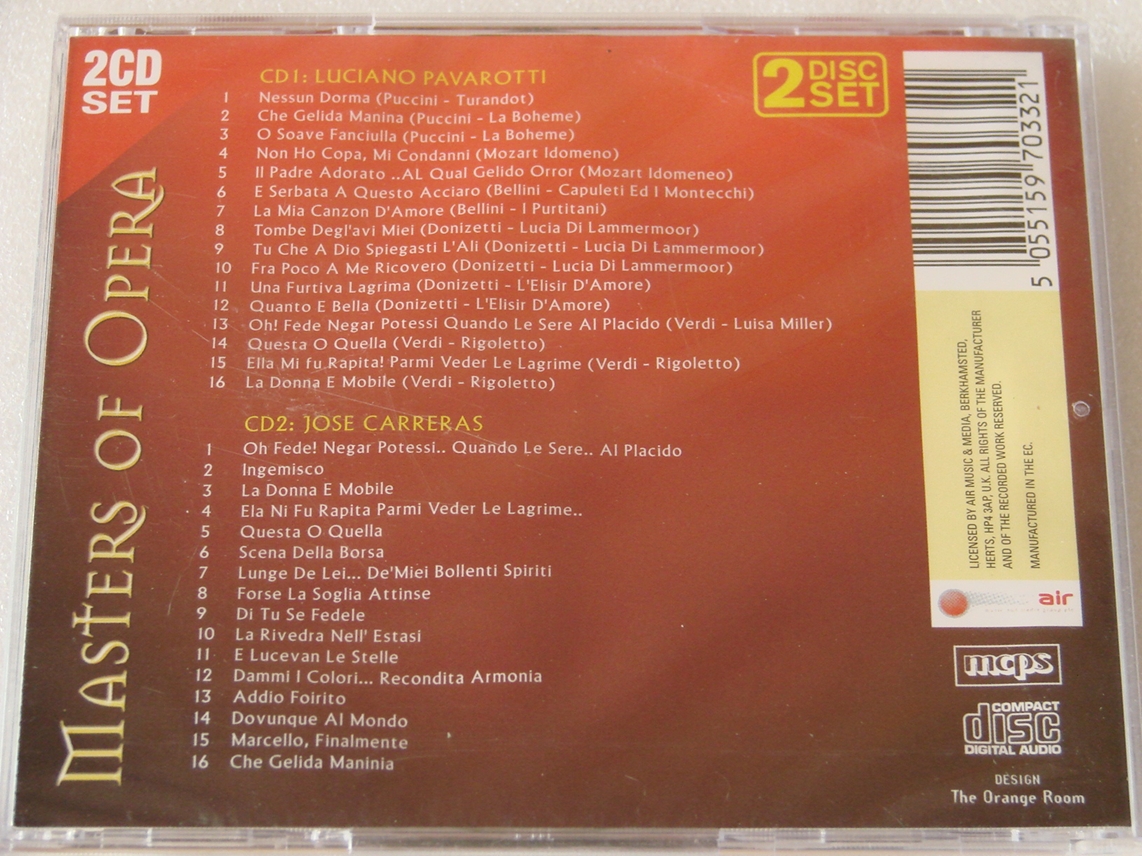 2CD
SET
MASTERS OF OPERA
CD1: LUCIANO PAVAROTTI
1 Nessun Dorma (Puccini - Turandot)
2 Che Gelida Manina (Puccini - La Boheme)
3 O Soave Fanciulla (Puccini - La Boheme)
4 Non Ho Copa, Mi Condanni (Mozart Idomeno)
5 Il Padre Adorato ..AL Qual Gelido Orror (Mozart Idomeneo)
6 E Serbata A Questo Acciaro (Bellini - Capuleti Ed I Montecchi)
7 La Mia Canzon D'Amore (Bellini - I Purtitani)
8 Tombe Degl'avi Miei (Donizetti - Lucia Di Lammermoor)
9 Tu Che A Dio Spiegasti L'Ali (Donizetti - Lucia Di Lammermoor)
10 Fra Poco A Me Ricovero (Donizetti - Lucia Di Lammermoor)
11 Una Furtiva Lagrima (Donizetti - L'Elisir D'Amore)
12 Quanto E Bella (Donizetti - L'Elisir D'Amore)
13 Oh! Fede Negar Potessi Quando Le Sere Al Placido (Verdi - Luisa Miller)
14 Questa O Quella (Verdi - Rigoletto)
15 Ella Mi Fu Rapita! Parmi Veder Le Lagrime (Verdi - Rigoletto)
16 La Donna E Mobile (Verdi - Rigoletto)
CD2: JOSE CARRERAS
1 Oh Fede! Negar Potessi.. Quando Le Sere.. Al Placido
2 Ingemisco
3 La Donna E Mobile
4 Ela Ni Fu Rapita Parmi Veder Le Lagrime..
5 Questa O Quella
6 Scena Della Borsa
7 Lunge De Lei... De'Miei Bollenti Spiriti
8 Forse La Soglia Attinse
9 Di Tu Se Fedele
10 La Rivedra Nell' Estasi
11 E Lucevan Le Stelle
12 Dammi I Colori... Recondita Armonia
13 Addio Foirito
14 Dovunque Al Mondo
15 Marcello, Finalmente
16 Che Gelida Maninia
2 DISC
SET
5 055159 703321
LICENSED BY AIR MUSIC & MEDIA, BERKHAMSTED,
HERTS, HP4 3AP, U.K. ALL RIGHTS OF THE MANUFACTURER
AND OF THE RECORDED WORK RESERVED.
MANUFACTURED IN THE EC.
air
mcps
COMPACT
disc
DIGITAL AUDIO
DESIGN
The Orange Room